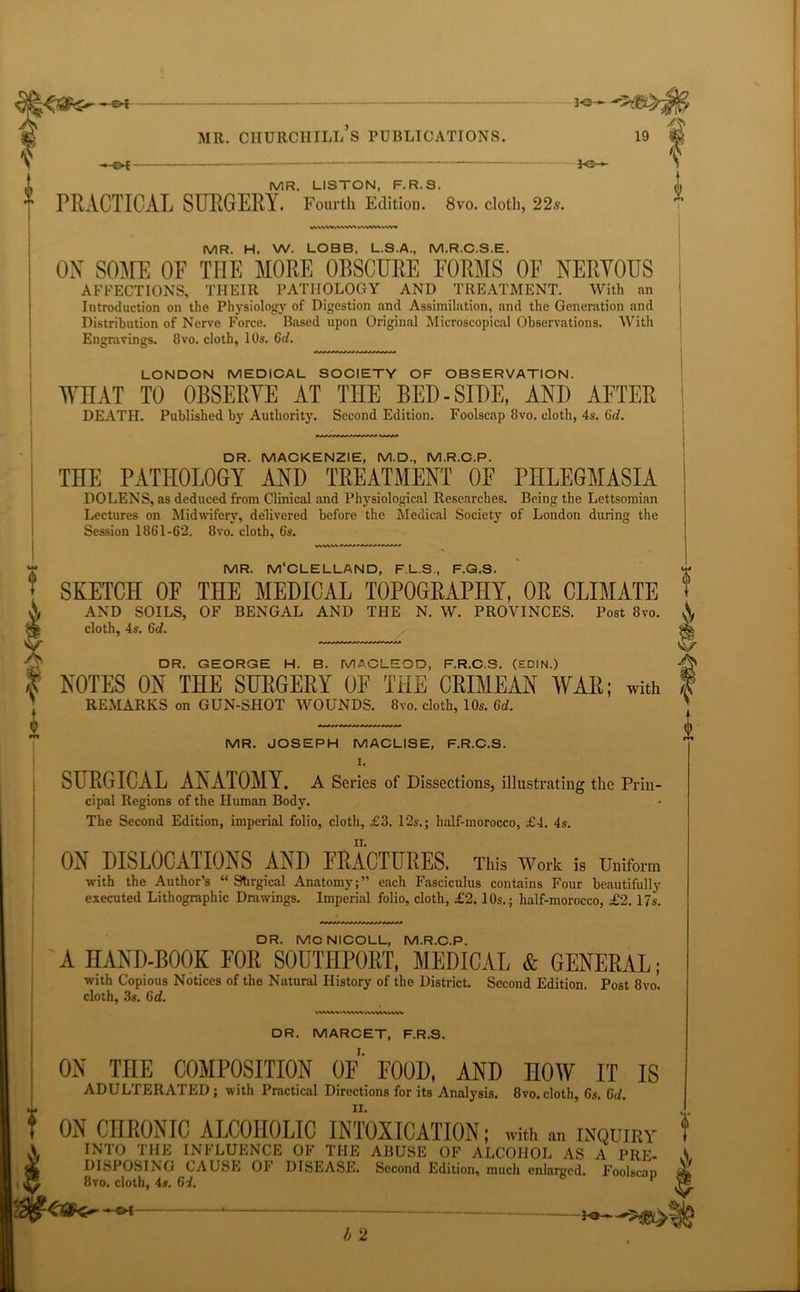 MR. CHURCHILL'S PUBLICATIONS. 19
MR. LISTON, F.R.S.
PRACTICAL SURGERY. Fourth Edition. 8vo. cloth, 22s.
MR. H. W. LOBB, L.S.A., M.R.C.S.E.
ON SOME OF THE MORE OBSCURE FORMS OF NERVOUS
AFFECTIONS, THEIR PATHOLOGY AND TREATMENT. With an
Introduction on the Physiology of Digestion and Assimilation, and the Generation and
Distribution of Nerve Force. Based upon Original Microscopical Observations. With
Engravings. 8vo. cloth, 10s. 6d.
LONDON MEDICAL SOCIETY OF OBSERVATION.
WHAT TO OBSERVE AT THE BED-SIDE, AND AFTER
DEATH. Published by Authority. Second Edition. Foolscap 8vo. cloth, 4s. 6d.
DR. MACKENZIE, M.D., M.R.C.P.
THE PATHOLOGY AND TREATMENT OF PHLEGMASIA
DOLENS, as deduced from Clinical and Physiological Researches. Being the Lettsomian
Lectures on Midwifery, delivered before the Medical Society of London during the
Session 1861-62. 8vo. cloth, 6s.
MR. M‘CLELLAND, F.L.S., F.G.S.
SKETCH OF THE MEDICAL TOPOGRAPHY, OR CLIMATE
AND SOILS, OF BENGAL AND THE N. W. PROVINCES. Post 8vo.
cloth, 4s. 6d.
DR. GEORGE H. B. MACLEOD, F.R.C.S. (EDIN.)
NOTES ON THE SURGERY OF THE CRIMEAN WAR; with
REMARKS on GUN-SHOT WOUNDS. 8vo. cloth, 10s. 6d.
MR. JOSEPH MACLISE, F.R.C.S.
I.
SURGICAL ANATOMY. A Series of Dissections, illustrating the Prin-
cipal Regions of the Human Body.
The Second Edition, imperial folio, cloth, £3. 12s.; half-morocco, £4. 4s.
II.
ON DISLOCATIONS AND FRACTURES. This Work is Uniform
with the Author's “Surgical Anatomy;” each Fasciculus contains Four beautifully
executed Lithographic Drawings. Imperial folio, cloth, £2. 10s.; half-morocco, £2. 17s.
DR. MCNICOLL, M.R.C.P.
A HAND-BOOK FOR SOUTHPORT, MEDICAL & GENERAL;
with Copious Notices of the Natural History of the District. Second Edition. Post 8vo.
cloth, 3s. 6d.
DR. MARCET, F.R.S.
I.
ON THE COMPOSITION OF FOOD, AND HOW IT IS
ADULTERATED; with Practical Directions for its Analysis. 8vo. cloth, 6s. 6d.
II.
ON CHRONIC ALCOHOLIC INTOXICATION; with an INQUIRY
INTO THE INFLUENCE OF THE ABUSE OF ALCOHOL AS A PRE-
DISPOSING CAUSE OF DISEASE. Second Edition, much enlarged. Foolscap
8vo. cloth, 4s. 6d.
b 2